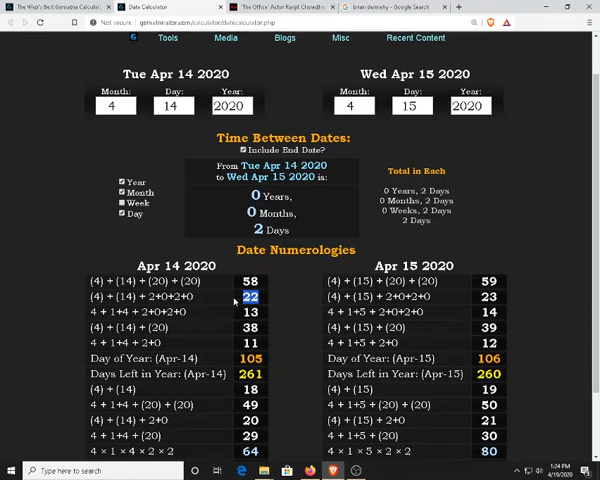 The Web's Best Gematria Calculato
Date Calculator
'The Office' Actor Ranjit Chowdhr
brian dennehy - Google Search
Not secure | gematrinator.com/calculator/datecalculator.php
Tools Media Blogs Misc Recent Content
Tue Apr 14 2020
Month: Day: Year:
4 14 2020
Wed Apr 15 2020
Month: Day: Year:
4 15 2020
Time Between Dates:
Include End Date?
Year
Month
Week
Day
From Tue Apr 14 2020
to Wed Apr 15 2020 is:
0 Years,
0 Months,
2 Days
Total in Each
0 Years, 2 Days
0 Months, 2 Days
0 Weeks, 2 Days
2 Days
Date Numerologies
Apr 14 2020
(4) + (14) + (20) + (20) 58
(4) + (14) + 2+0+2+0 22
4 + 1+4 + 2+0+2+0 13
(4) + (14) + (20) 38
4 + 1+4 + 2+0 11
Day of Year: (Apr-14) 105
Days Left in Year: (Apr-14) 261
(4) + (14) 18
4 + 1+4 + (20) + (20) 49
(4) + (14) + 2+0 20
4 + 1+4 + (20) 29
4 × 1 × 4 × 2 × 2 64
Apr 15 2020
(4) + (15) + (20) + (20) 59
(4) + (15) + 2+0+2+0 23
4 + 1+5 + 2+0+2+0 14
(4) + (15) + (20) 39
4 + 1+5 + 2+0 12
Day of Year: (Apr-15) 106
Days Left in Year: (Apr-15) 260
(4) + (15) 19
4 + 1+5 + (20) + (20) 50
(4) + (15) + 2+0 21
4 + 1+5 + (20) 30
4 × 1 × 5 × 2 × 2 80
Type here to search
1:24 PM
4/19/2020